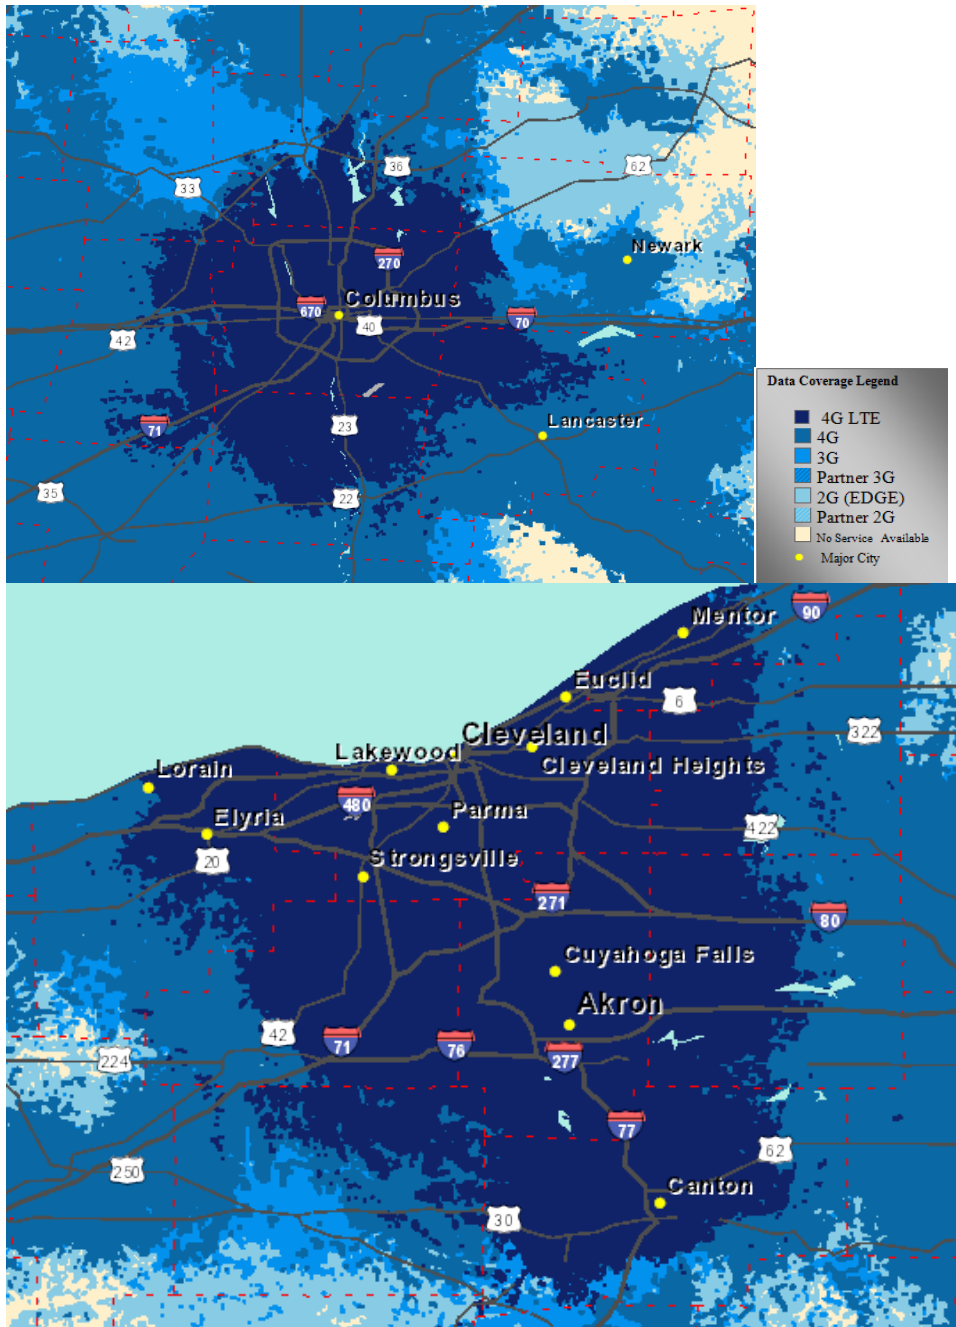 36
62
33
Newark
270
Columbus
670
40
70
42
Lancaster
71
23
35
22
Data Coverage Legend
4G LTE
4G
3G
Partner 3G
2G (EDGE)
Partner 2G
No Service Available
Major City
90
Mentor
Euclid
6
322
Cleveland
Lakewood
Cleveland Heights
Lorain
480
Parma
Elyria
422
20
Strongsville
271
80
Cuyahoga Falls
Akron
42
71
76
277
224
77
62
250
Canton
30